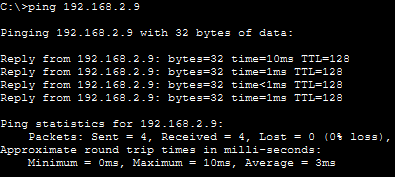 C:\>ping 192.168.2.9
Pinging 192.168.2.9 with 32 bytes of data:
Reply from 192.168.2.9: bytes=32 time=10ms TTL=128
Reply from 192.168.2.9: bytes=32 time=1ms TTL=128
Reply from 192.168.2.9: bytes=32 time<1ms TTL=128
Reply from 192.168.2.9: bytes=32 time=1ms TTL=128
Ping statistics for 192.168.2.9:
Packets: Sent = 4, Received = 4, Lost = 0 (0% loss),
Approximate round trip times in milli-seconds:
Minimum = 0ms, Maximum = 10ms, Average = 3ms